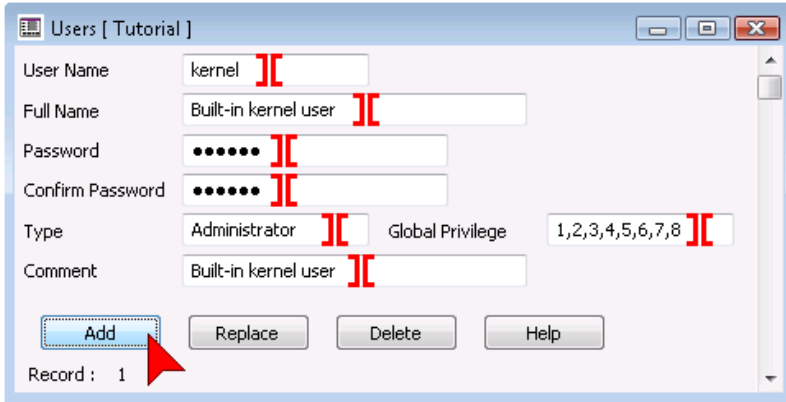 Users [ Tutorial ]
User Name kernel
Full Name Built-in kernel user
Password ●●●●●●
Confirm Password ●●●●●●
Type Administrator Global Privilege 1,2,3,4,5,6,7,8
Comment Built-in kernel user
Add Replace Delete Help
Record : 1